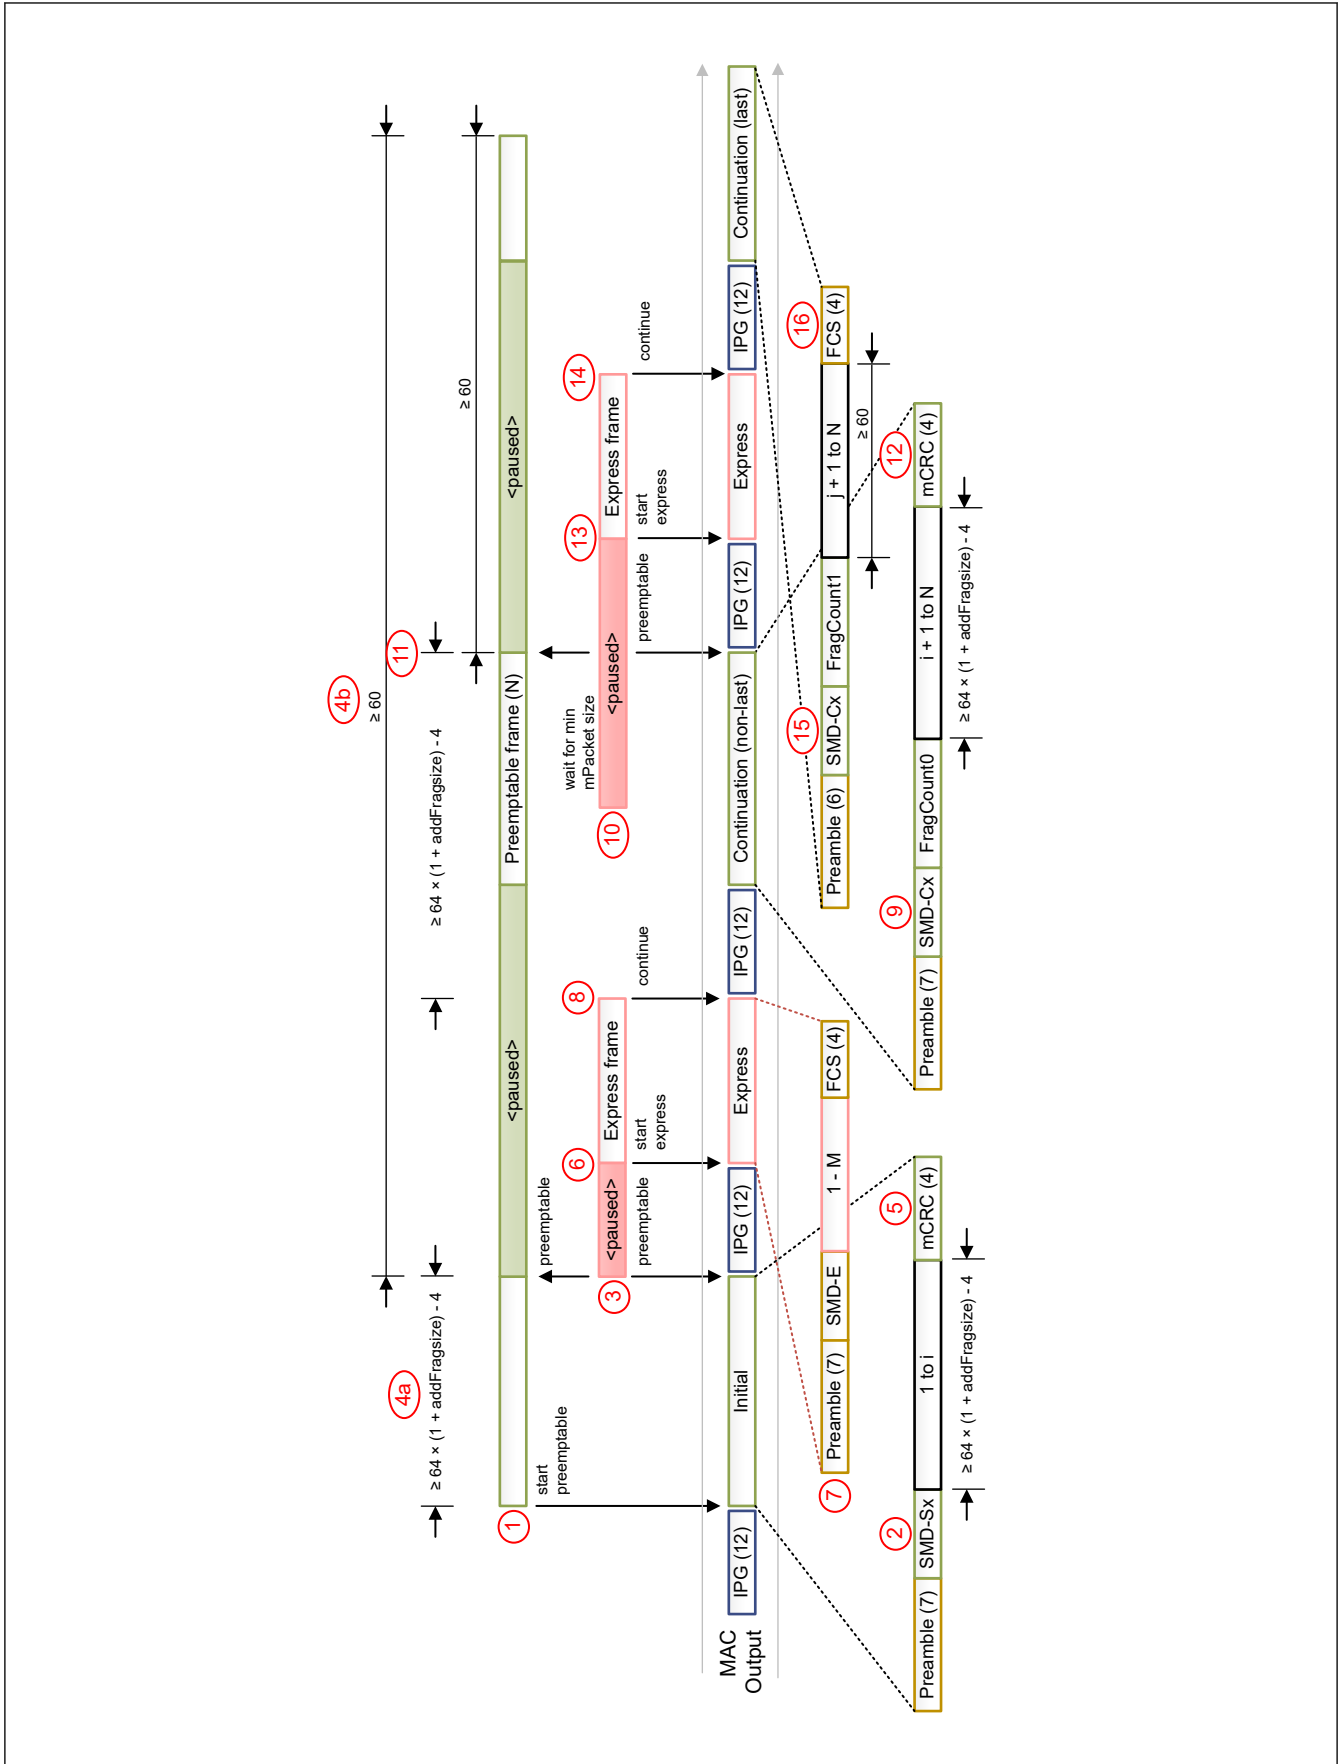 4b
≥ 60
4a
≥ 64 × (1 + addFragsize) - 4
≥ 64 × (1 + addFragsize) - 4
11
≥ 60
1
Preemptable frame (N)
<paused>
<paused>
start
preemptable
preemptable
3
<paused>
6
Express frame
8
preemptable
start
express
continue
wait for min
mPacket size
10
<paused>
13
Express frame
14
preemptable
start
express
continue
MAC
Output
IPG (12)
Initial
IPG (12)
Express
IPG (12)
Continuation (non-last)
IPG (12)
Express
IPG (12)
Continuation (last)
7
Preamble (7)
SMD-E
1 - M
FCS (4)
15
16
Preamble (6)
SMD-Cx
FragCount1
j + 1 to N
FCS (4)
≥ 60
2
5
Preamble (7)
SMD-Sx
1 to i
mCRC (4)
≥ 64 × (1 + addFragsize) - 4
9
12
Preamble (7)
SMD-Cx
FragCount0
i + 1 to N
mCRC (4)
≥ 64 × (1 + addFragsize) - 4